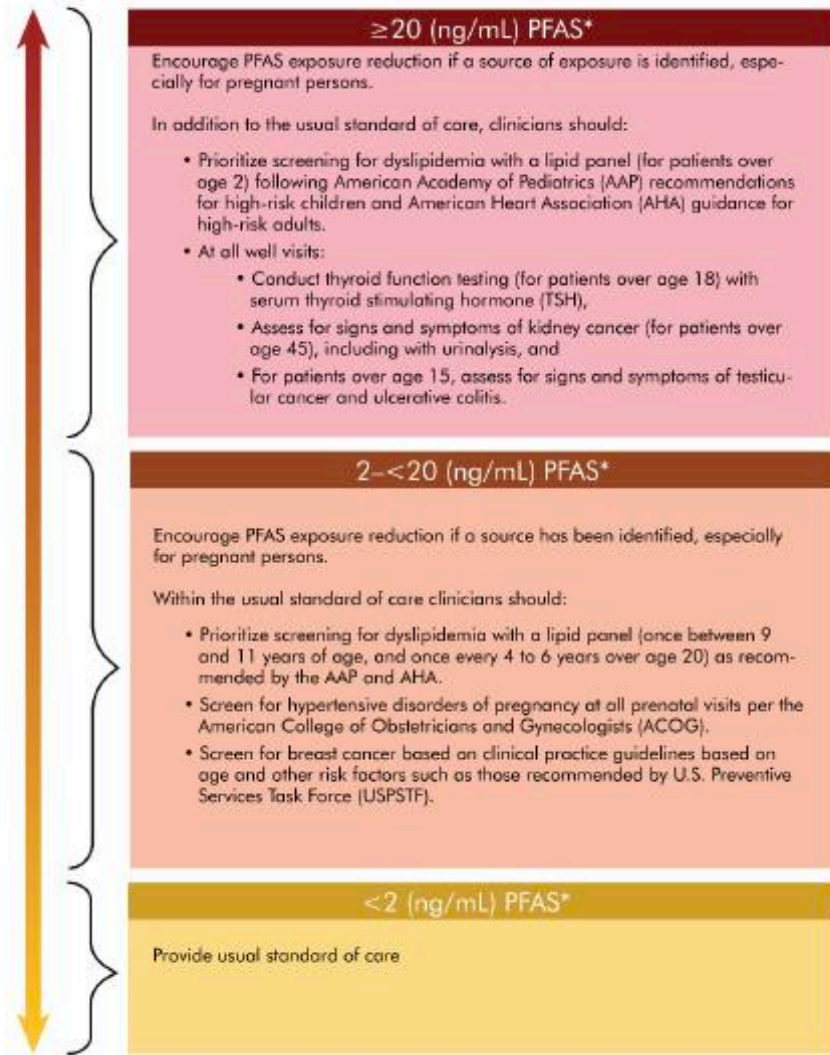 ≥20 (ng/mL) PFAS*
Encourage PFAS exposure reduction if a source of exposure is identified, espe-
cially for pregnant persons.
In addition to the usual standard of care, clinicians should:
• Prioritize screening for dyslipidemia with a lipid panel (for patients over
age 2) following American Academy of Pediatrics (AAP) recommendations
for high-risk children and American Heart Association (AHA) guidance for
high-risk adults.
• At all well visits:
• Conduct thyroid function testing (for patients over age 18) with
serum thyroid stimulating hormone (TSH),
• Assess for signs and symptoms of kidney cancer (for patients over
age 45), including with urinalysis, and
• For patients over age 15, assess for signs and symptoms of testicu-
lar cancer and ulcerative colitis.
2–<20 (ng/mL) PFAS*
Encourage PFAS exposure reduction if a source has been identified, especially
for pregnant persons.
Within the usual standard of care clinicians should:
• Prioritize screening for dyslipidemia with a lipid panel (once between 9
and 11 years of age, and once every 4 to 6 years over age 20) as recom-
mended by the AAP and AHA.
• Screen for hypertensive disorders of pregnancy at all prenatal visits per the
American College of Obstetricians and Gynecologists (ACOG).
• Screen for breast cancer based on clinical practice guidelines based on
age and other risk factors such as those recommended by U.S. Preventive
Services Task Force (USPSTF).
<2 (ng/mL) PFAS*
Provide usual standard of care